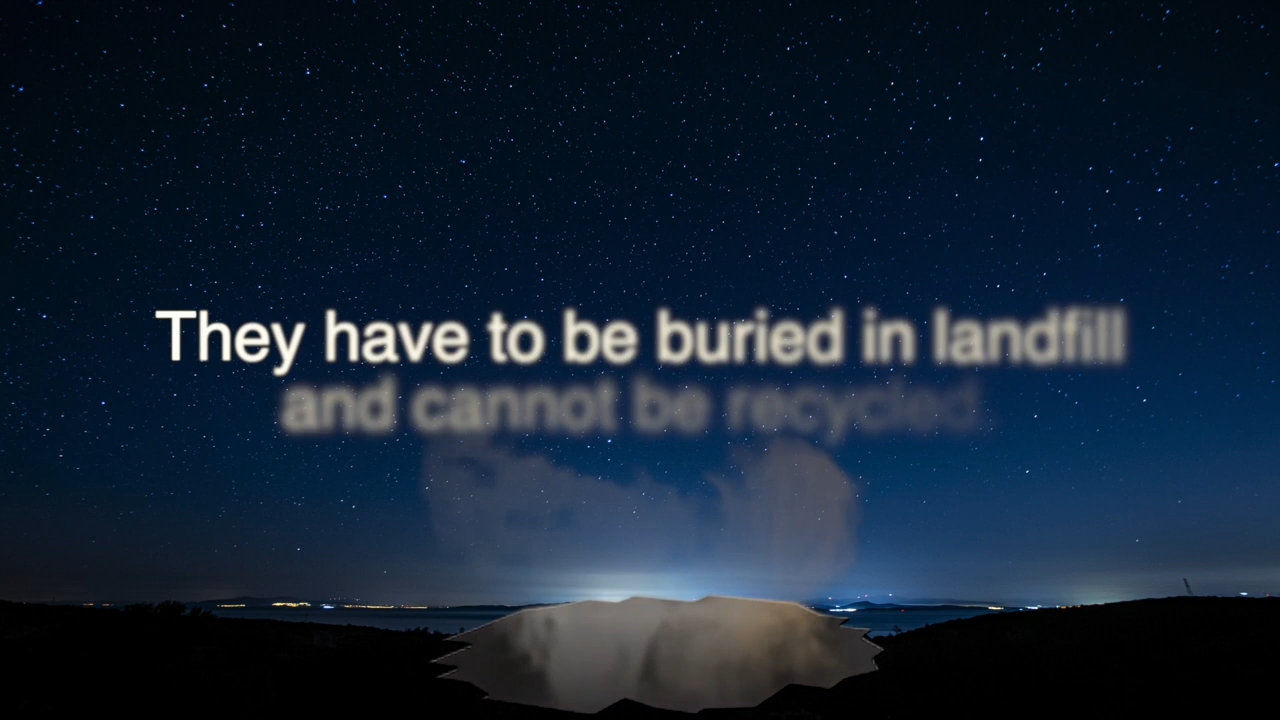 They have to be buried in landfill
and cannot be recycled.